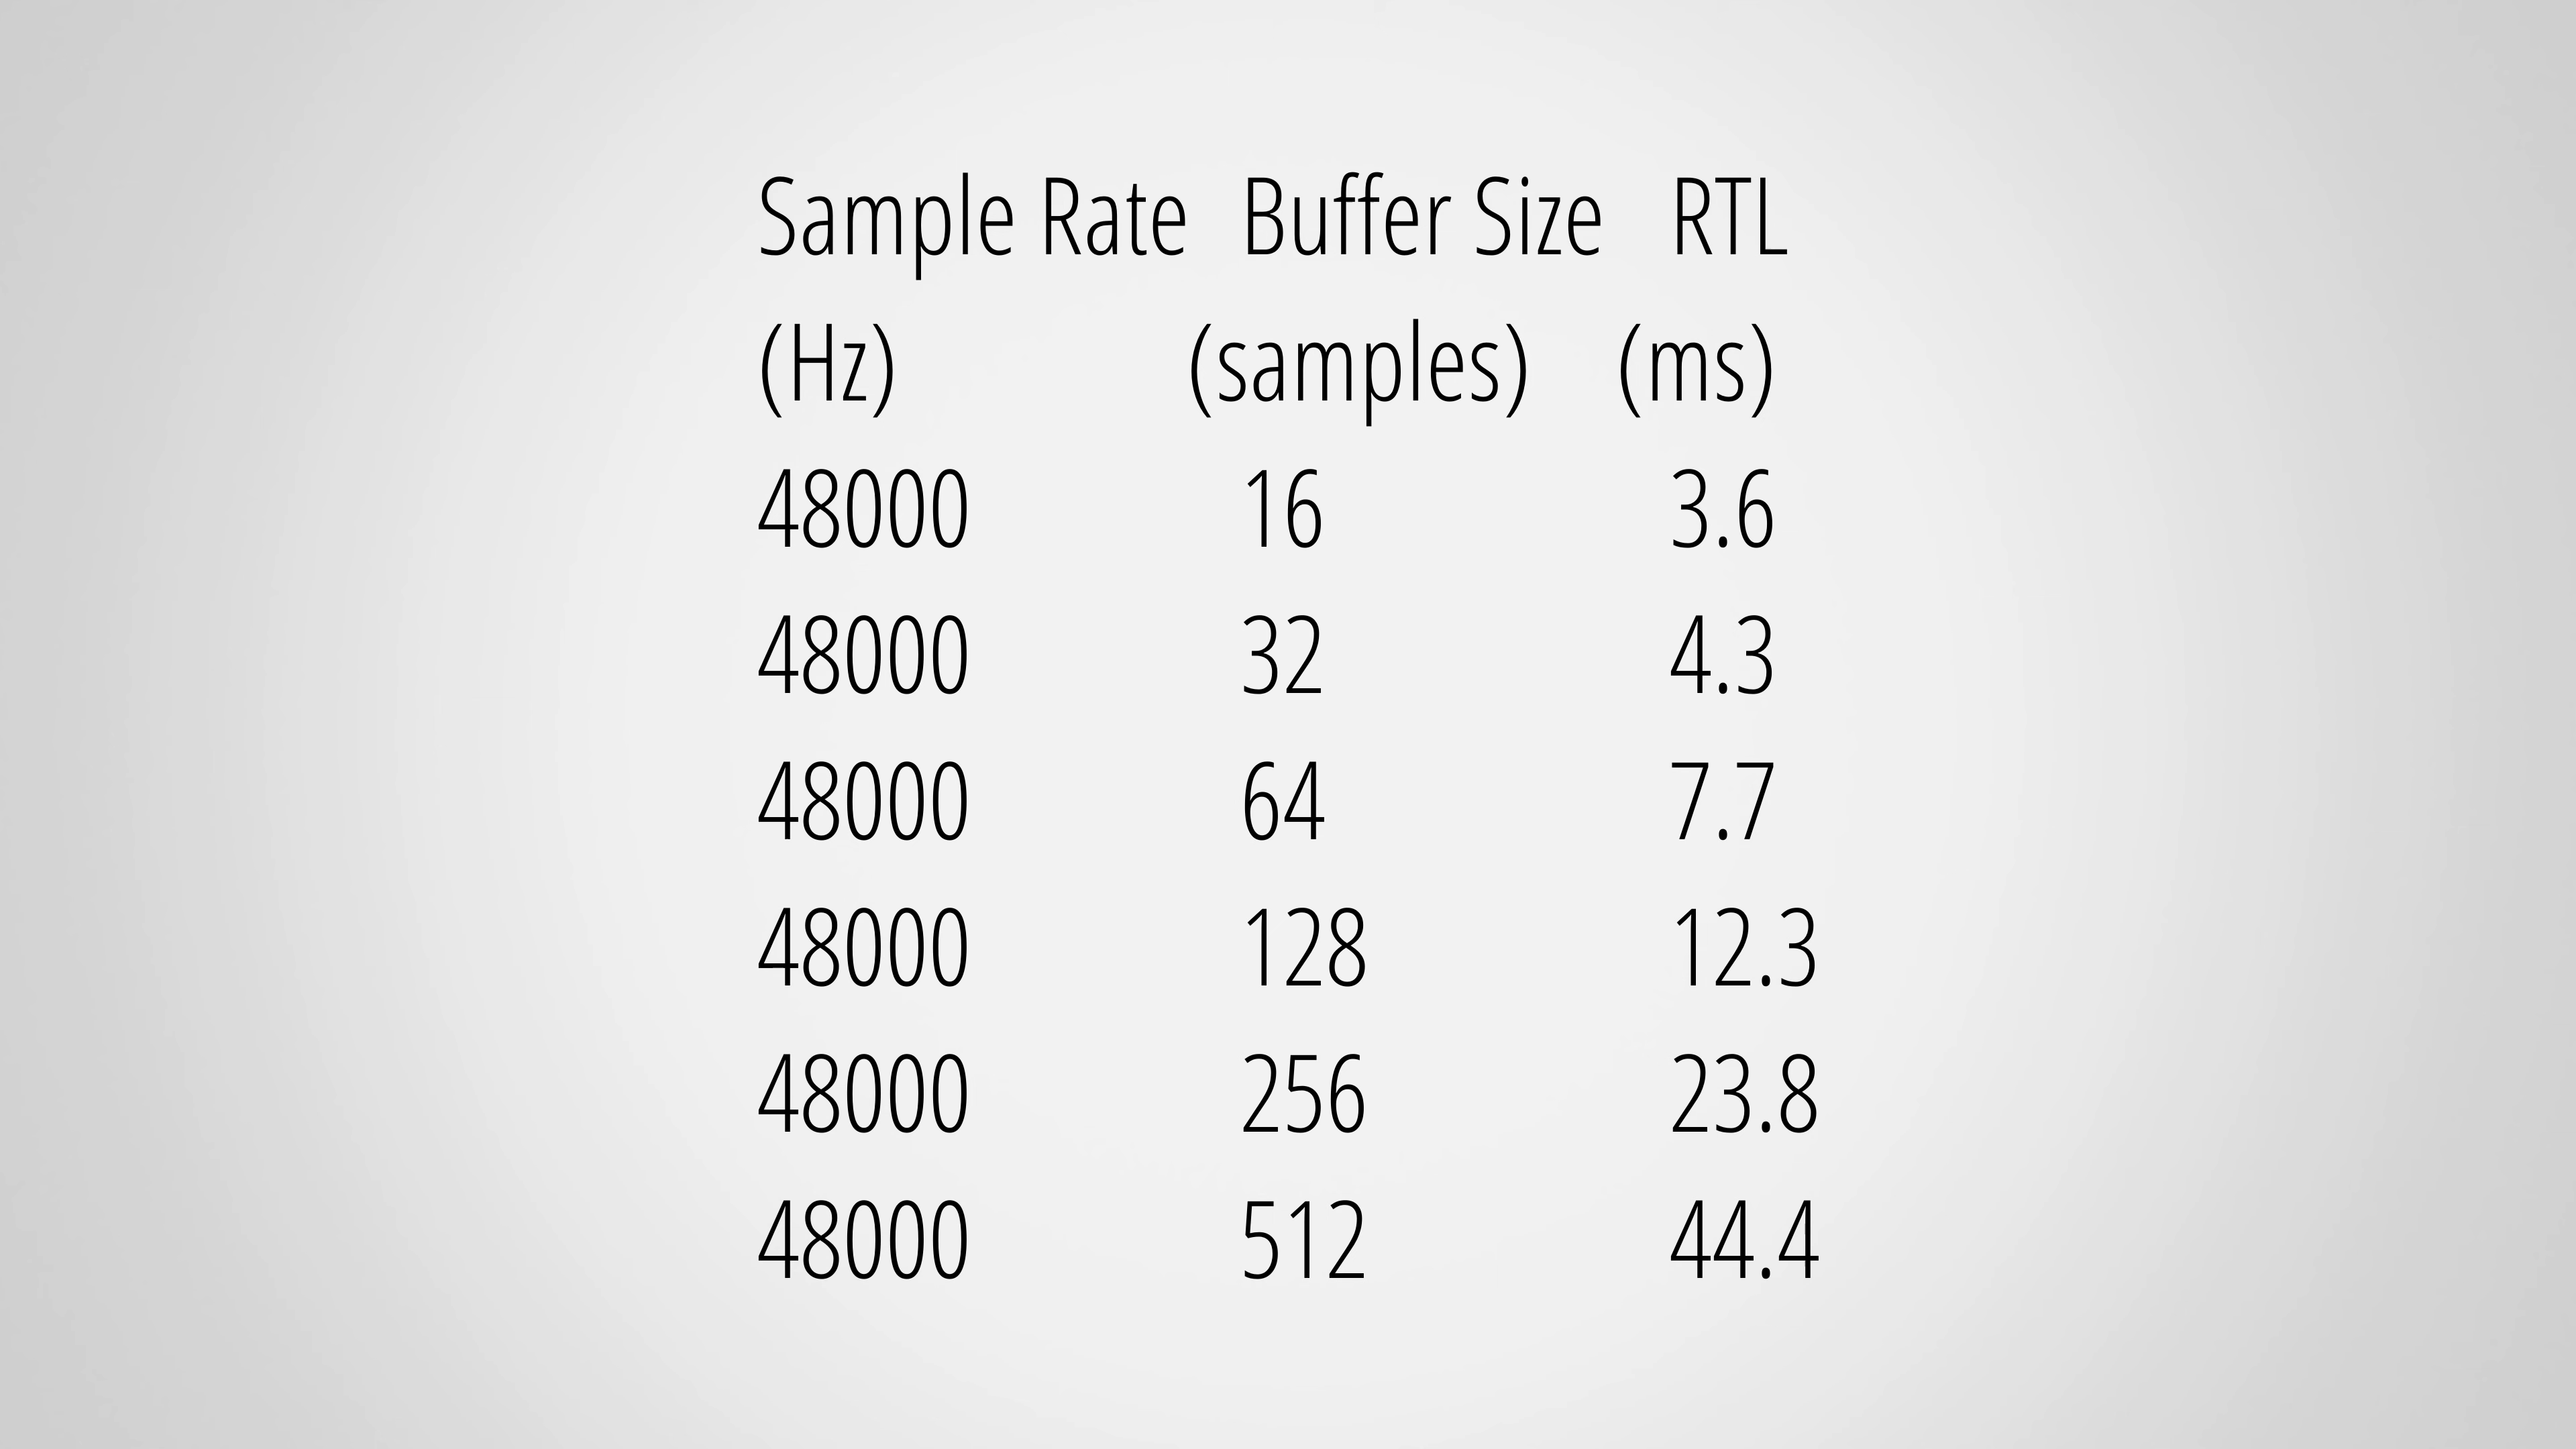 Sample Rate Buffer Size RTL
(Hz) (samples) (ms)
48000 16 3.6
48000 32 4.3
48000 64 7.7
48000 128 12.3
48000 256 23.8
48000 512 44.4